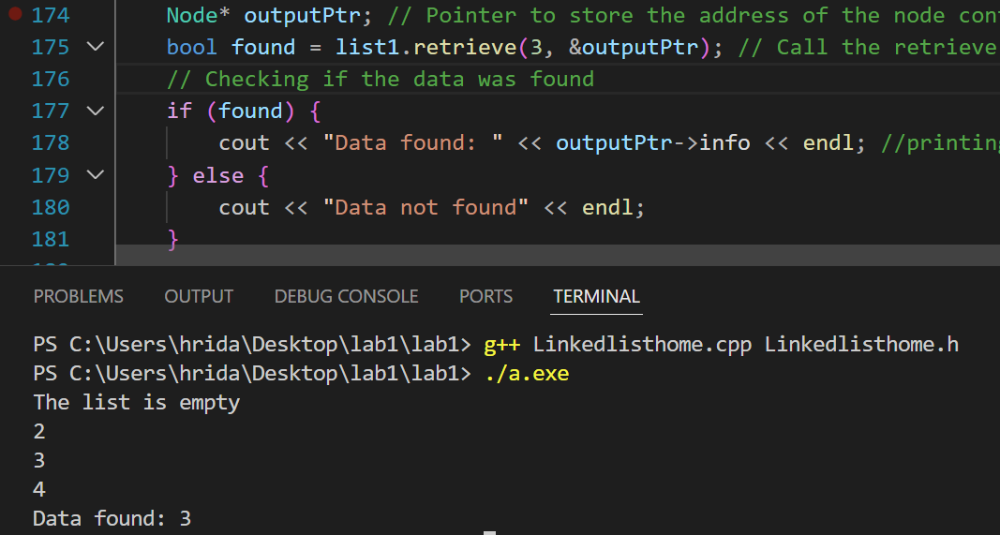 174 Node* outputPtr; // Pointer to store the address of the node
175 bool found = list1.retrieve(3, &outputPtr); // Call the retrieve
176 // Checking if the data was found
177 if (found) {
178 cout << "Data found: " << outputPtr->info << endl; //printing
179 } else {
180 cout << "Data not found" << endl;
181 }
PROBLEMS OUTPUT DEBUG CONSOLE PORTS TERMINAL
PS C:\Users\hrida\Desktop\lab1\lab1> g++ Linkedlisthome.cpp Linkedlisthome.h
PS C:\Users\hrida\Desktop\lab1\lab1> ./a.exe
The list is empty
2
3
4
Data found: 3